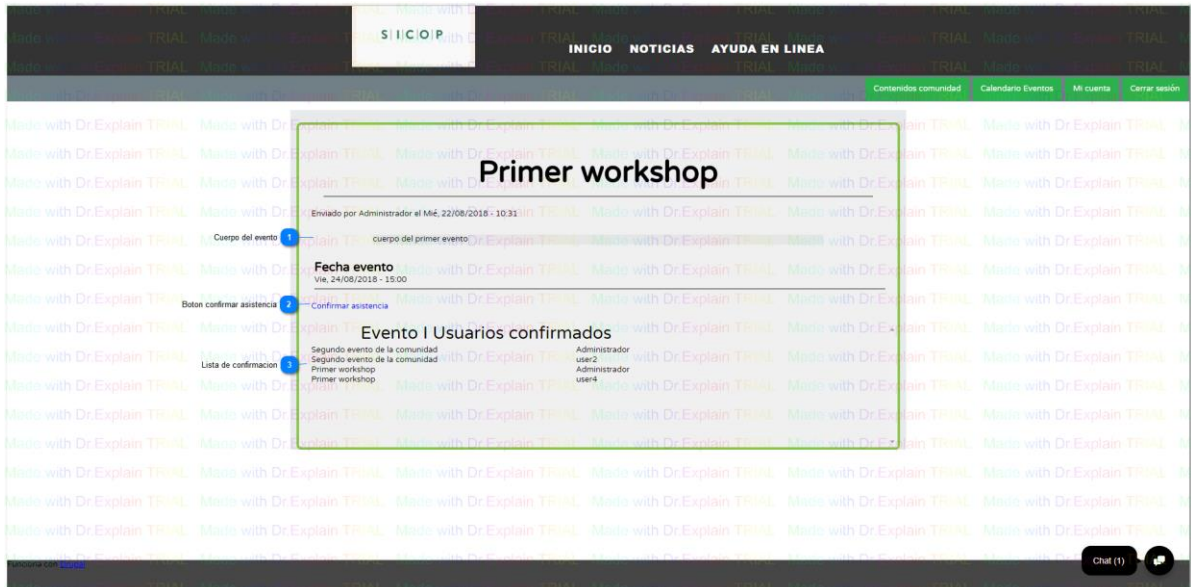 S|I|C|O|P
INICIO NOTICIAS AYUDA EN LINEA
Contenidos comunidad Calendario Eventos Mi cuenta Cerrar sesión
Primer workshop
Enviado por Administrador el Mié, 22/08/2018 - 10:31
Cuerpo del evento 1 cuerpo del primer evento
Fecha evento
Vie, 24/08/2018 - 15:00
Boton confirmar asistencia 2 Confirmar asistencia
Evento I Usuarios confirmados
Segundo evento de la comunidad Administrador
Segundo evento de la comunidad user2
Lista de confirmacion 3
Primer workshop Administrador
Primer workshop user4
Made with Dr.Explain TRIAL
Funciona con Drupal
Chat (1)